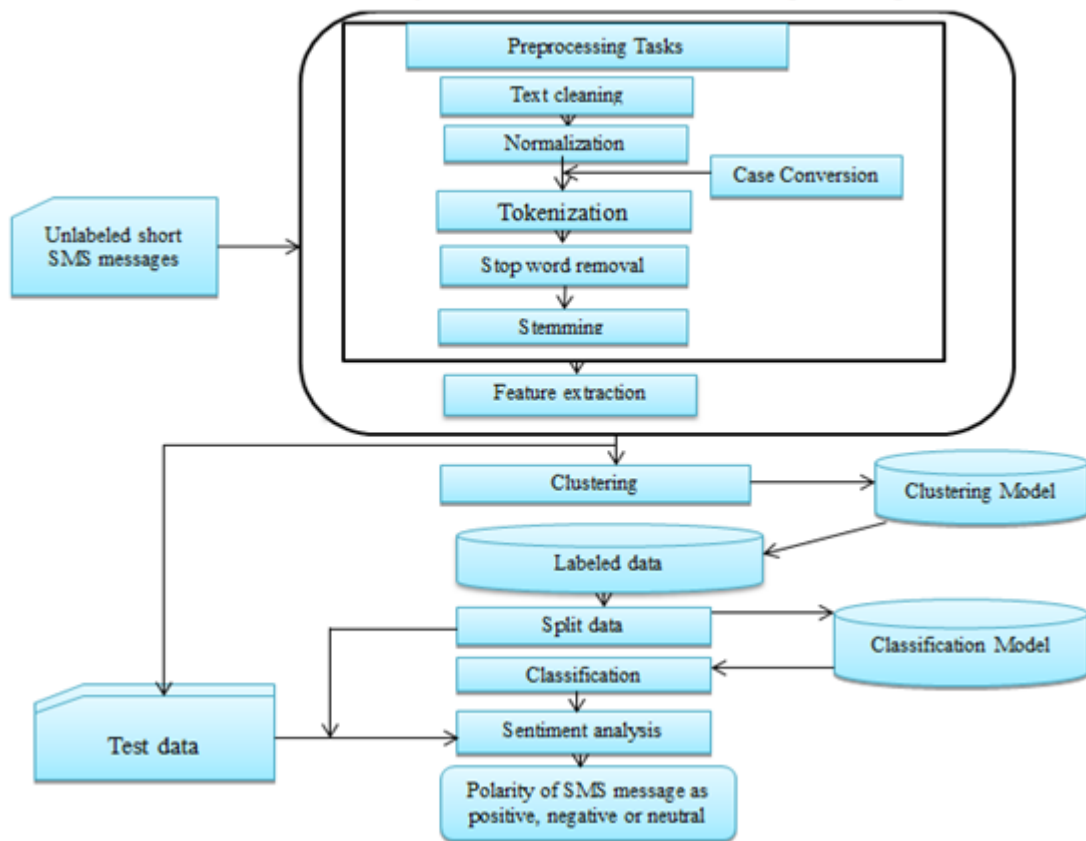 Preprocessing Tasks
Text cleaning
Normalization
Case Conversion
Tokenization
Unlabeled short
SMS messages
Stop word removal
Stemming
Feature extraction
Clustering
Clustering Model
Labeled data
Split data
Classification Model
Classification
Sentiment analysis
Test data
Polarity of SMS message as
positive, negative or neutral